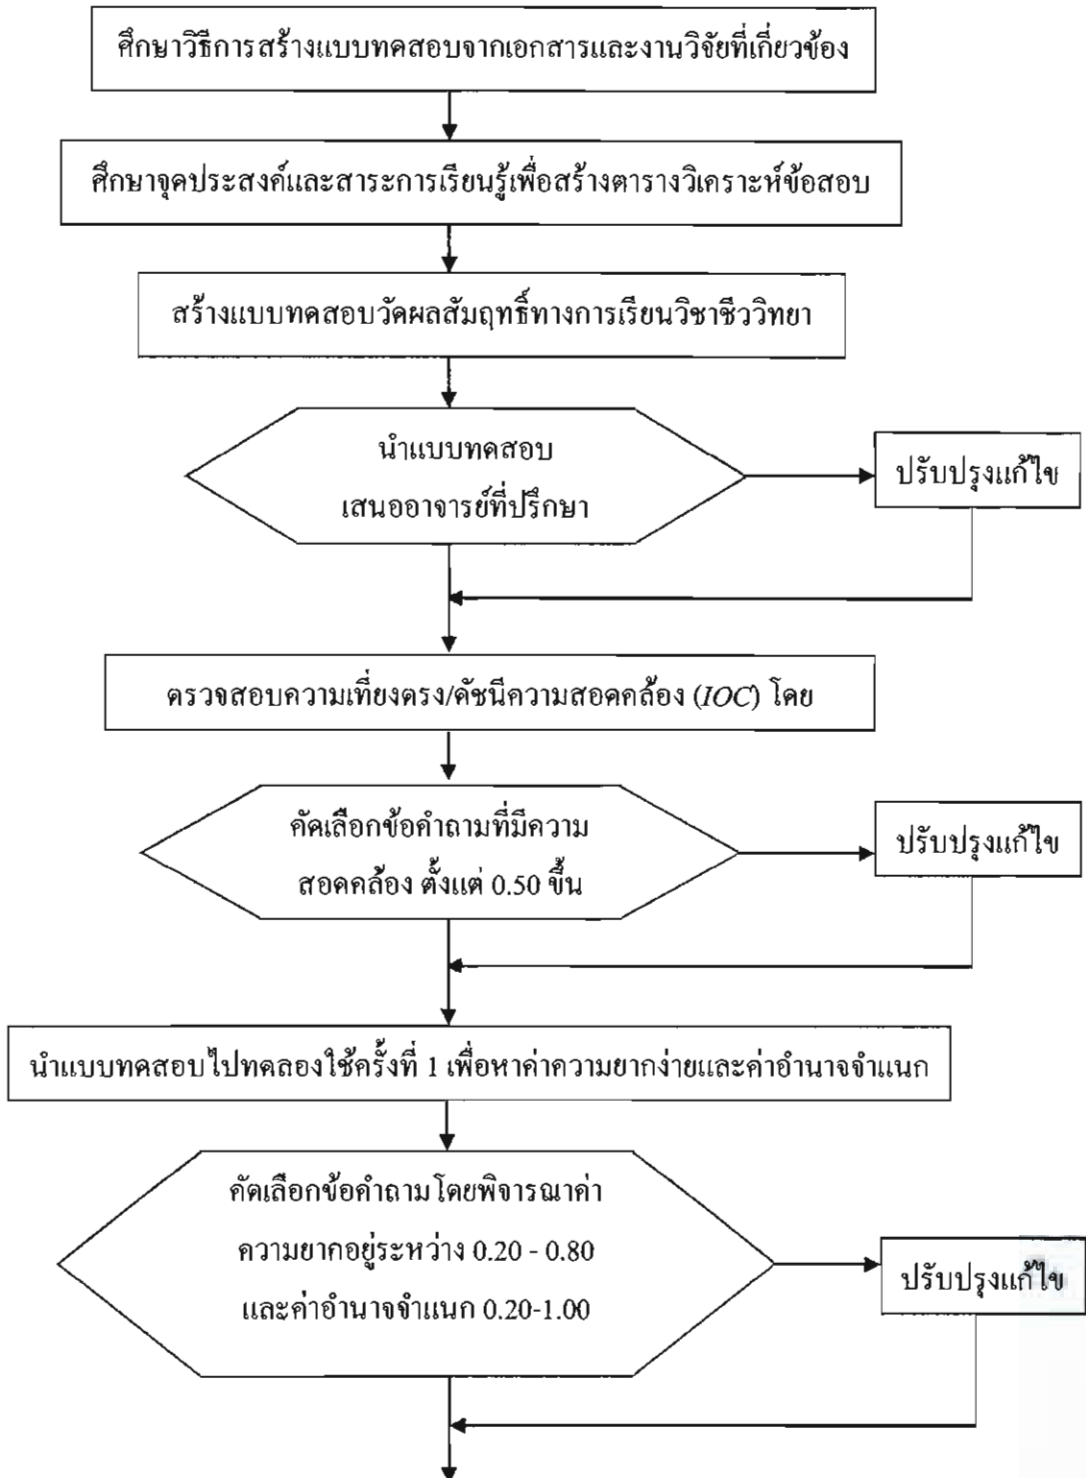 ศึกษาวิธีการสร้างแบบทดสอบจากเอกสารและงานวิจัยที่เกี่ยวข้อง
ศึกษาจุดประสงค์และสาระการเรียนรู้เพื่อสร้างตารางวิเคราะห์ข้อสอบ
สร้างแบบทดสอบวัดผลสัมฤทธิ์ทางการเรียนวิชาชีววิทยา
นำแบบทดสอบ
เสนออาจารย์ที่ปรึกษา
ปรับปรุงแก้ไข
ตรวจสอบความเที่ยงตรง/ดัชนีความสอดคล้อง (IOC) โดย
คัดเลือกข้อคำถามที่มีความ
สอดคล้อง ตั้งแต่ 0.50 ขึ้น
ปรับปรุงแก้ไข
นำแบบทดสอบไปทดลองใช้ครั้งที่ 1 เพื่อหาค่าความยากง่ายและค่าอำนาจจำแนก
คัดเลือกข้อคำถามโดยพิจารณาค่า
ความยากอยู่ระหว่าง 0.20 - 0.80
และค่าอำนาจจำแนก 0.20-1.00
ปรับปรุงแก้ไข